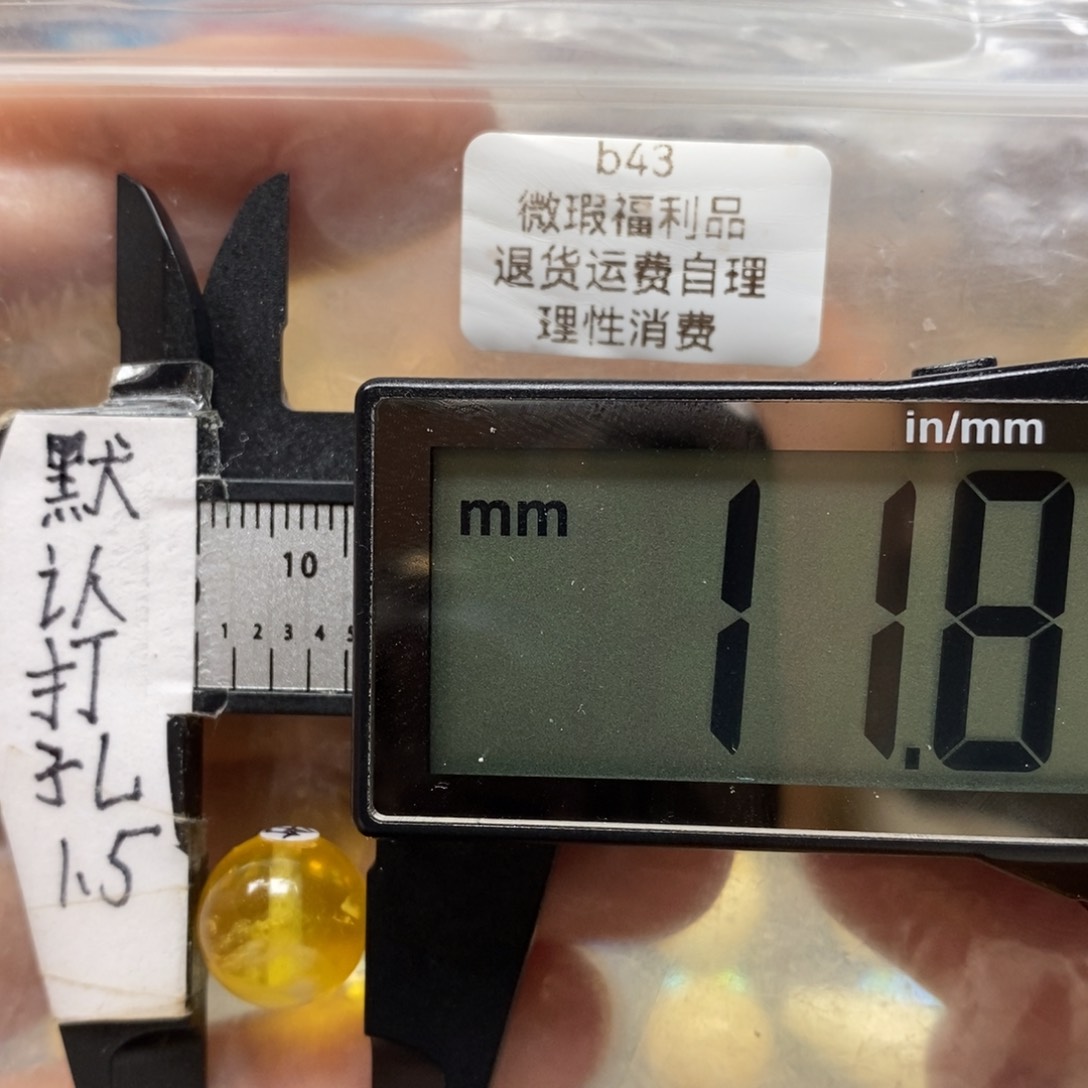 b43
微瑕福利品
退货运费自理
理性消费
in/mm
mm
11.8
默
认
打
孔
1.5
10
1 2 3 4 5